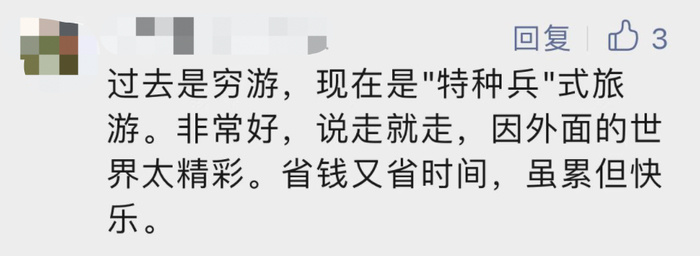 回复 3
过去是穷游，现在是"特种兵"式旅
游。非常好，说走就走，因外面的世
界太精彩。省钱又省时间，虽累但快
乐。